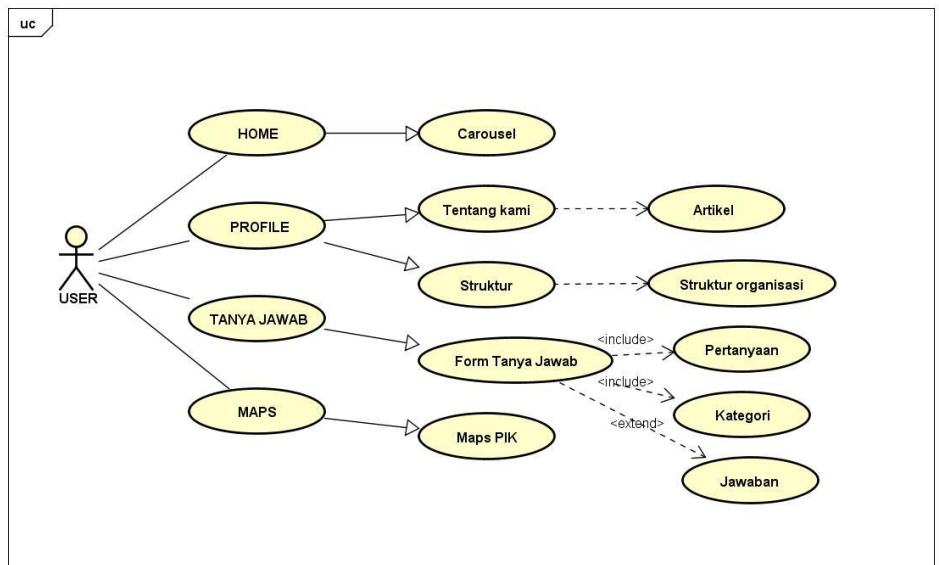 uc
HOME
Carousel
PROFILE
Tentang kami
Artikel
USER
Struktur
Struktur organisasi
TANYA JAWAB
Form Tanya Jawab
<include>
Pertanyaan
<include>
Kategori
<extend>
MAPS
Maps PIK
Jawaban